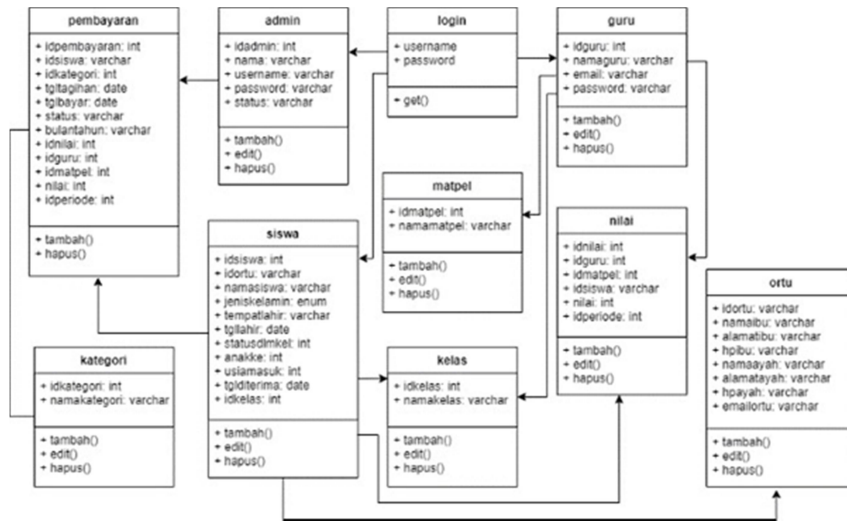 pembayaran
+ idpembayaran: int
+ idsiswa: varchar
+ idkategori: int
+ tgltagihan: date
+ tglbayar: date
+ status: varchar
+ bulantahun: varchar
+ idnilai: int
+ idguru: int
+ idmatpel: int
+ nilai: int
+ idperiode: int
+ tambah()
+ hapus()
admin
+ idadmin: int
+ nama: varchar
+ username: varchar
+ password: varchar
+ status: varchar
+ tambah()
+ edit()
+ hapus()
login
+ username
+ password
+ get()
guru
+ idguru: int
+ namaguru: varchar
+ email: varchar
+ password: varchar
+ tambah()
+ edit()
+ hapus()
matpel
+ idmatpel: int
+ namamatpel: varchar
+ tambah()
+ edit()
+ hapus()
siswa
+ idsiswa: int
+ idortu: varchar
+ namasiswa: varchar
+ jeniskelamin: enum
+ tempatlahir: varchar
+ tgllahir: date
+ statusdlmkel: int
+ anakke: int
+ usiamasuk: int
+ tglditerima: date
+ idkelas: int
+ tambah()
+ edit()
+ hapus()
nilai
+ idnilai: int
+ idguru: int
+ idmatpel: int
+ idsiswa: varchar
+ nilai: int
+ idperiode: int
+ tambah()
+ edit()
+ hapus()
ortu
+ idortu: varchar
+ namaibu: varchar
+ alamatibu: varchar
+ hpibu: varchar
+ namaayah: varchar
+ alamatayah: varchar
+ hpayah: varchar
+ emailortu: varchar
+ tambah()
+ edit()
+ hapus()
kategori
+ idkategori: int
+ namakategori: varchar
+ tambah()
+ edit()
+ hapus()
kelas
+ idkelas: int
+ namakelas: varchar
+ tambah()
+ edit()
+ hapus()